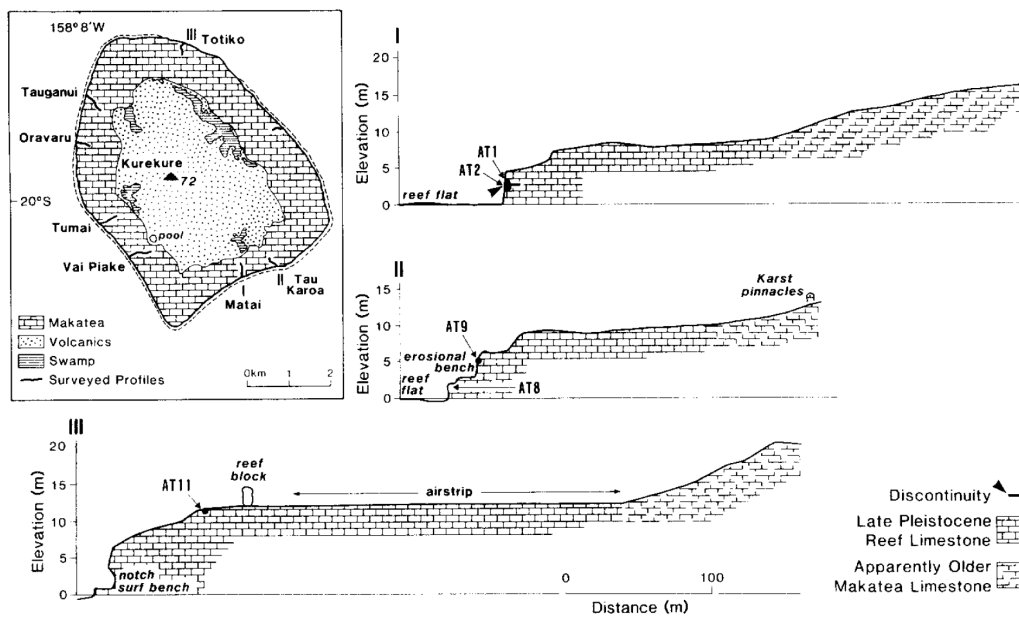 158° 8'W
III
Totiko
Tauganui
Oravaru
Kurekure
72
20°S
Tumai
pool
Vai Piake
II
Tau
Karoa
I
Matai
Makatea
Volcanics
Swamp
Surveyed Profiles
0km 1 2
I
Elevation (m)
15
10
5
0
AT1
AT2
reef flat
II
Elevation (m)
15
10
5
0
Karst
pinnacles
AT9
erosional
bench
reef
flat
AT8
III
Elevation (m)
20
15
10
5
0
reef
block
AT11
airstrip
notch
surf bench
0 100
Distance (m)
Discontinuity
Late Pleistocene
Reef Limestone
Apparently Older
Makatea Limestone